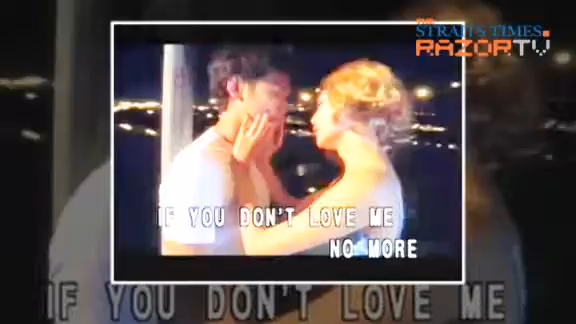 THE STRAITS TIMES
RAZORTV
IF YOU DON'T LOVE ME
NO MORE
IF YOU DON'T LOVE ME